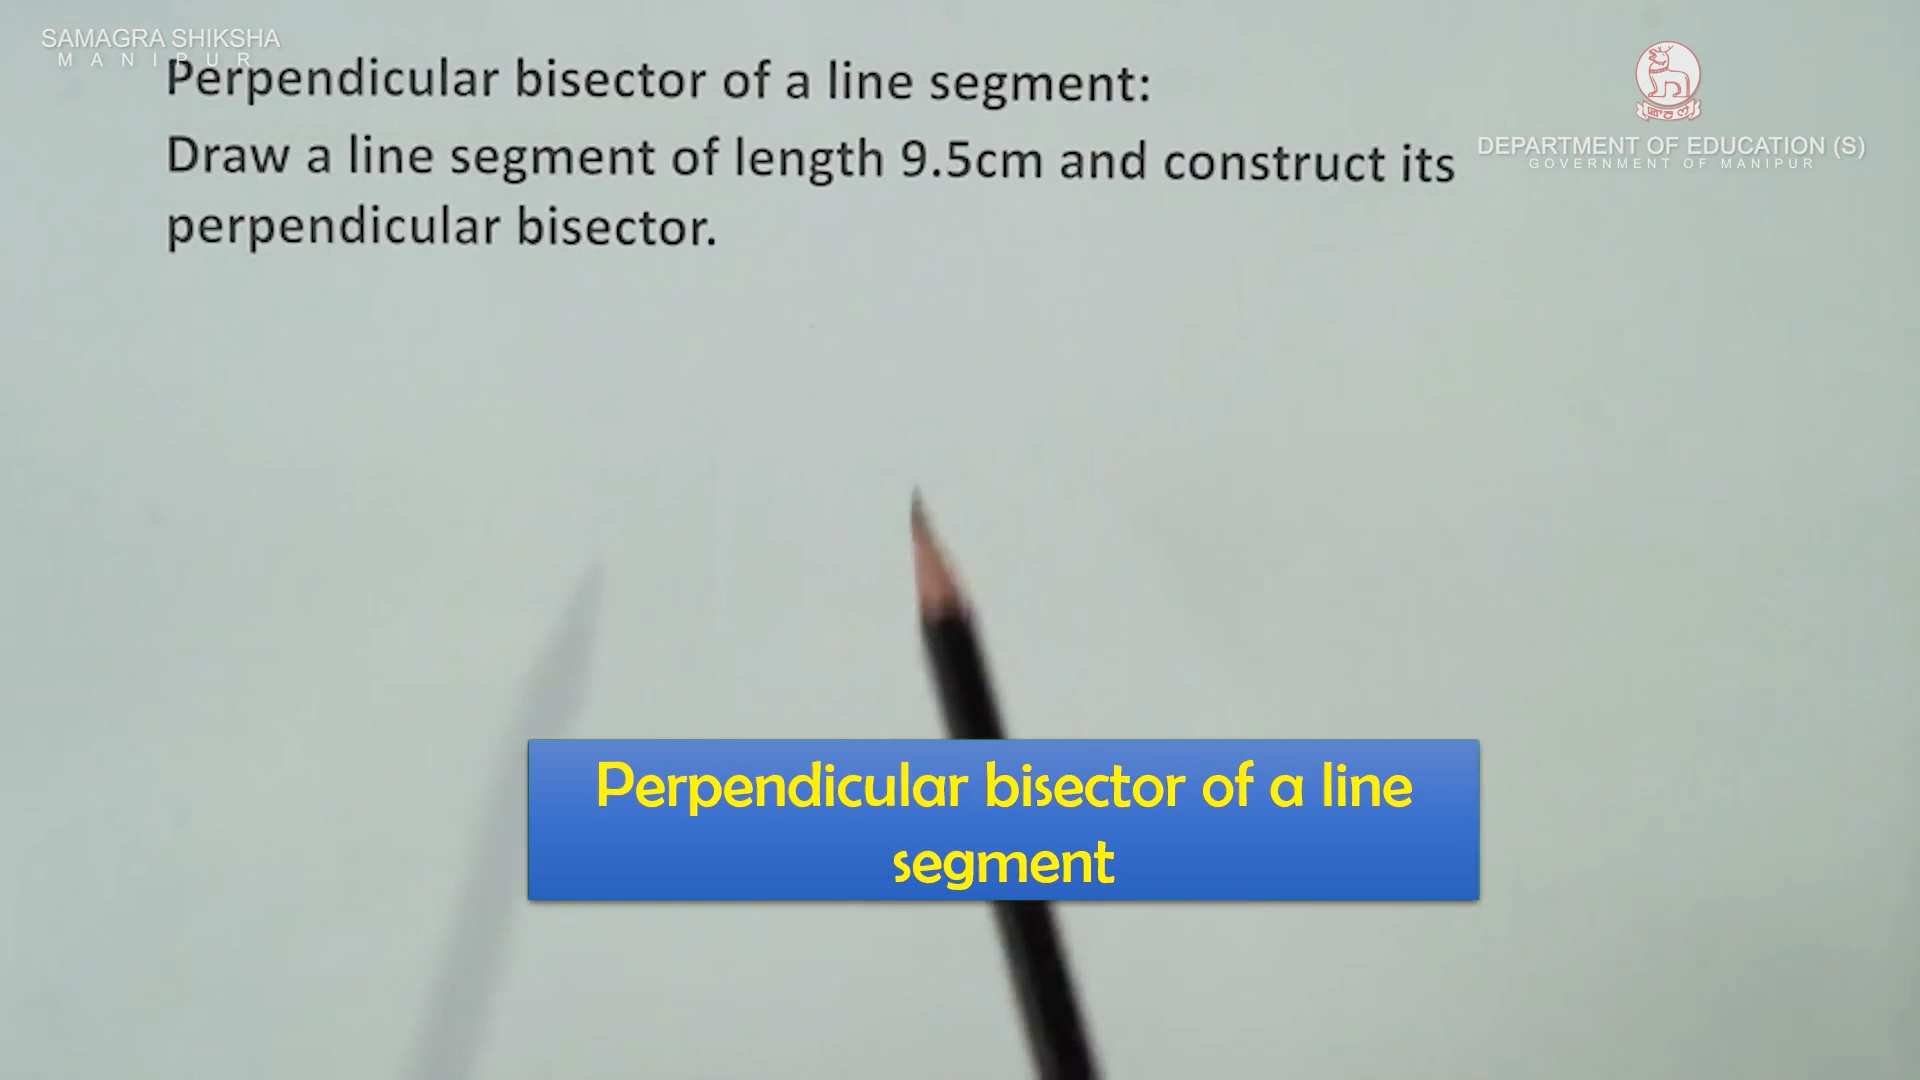 SAMAGRA SHIKSHA
MANIPUR
Perpendicular bisector of a line segment:
Draw a line segment of length 9.5cm and construct its
perpendicular bisector.
DEPARTMENT OF EDUCATION (S)
GOVERNMENT OF MANIPUR
Perpendicular bisector of a line
segment